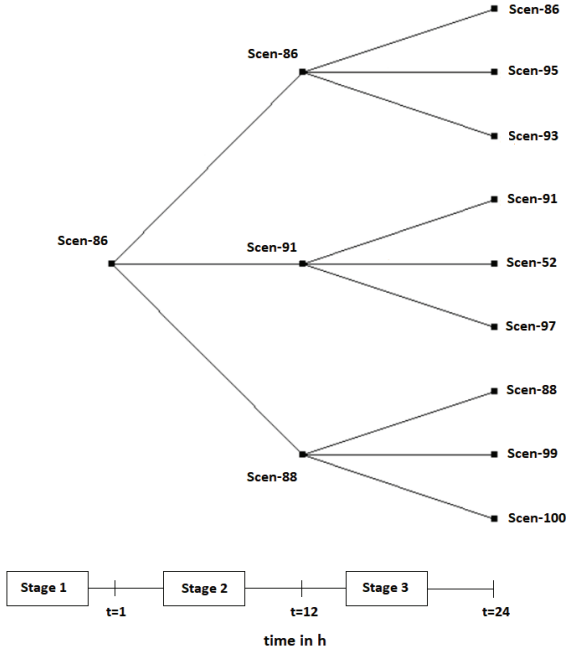 Scen-86
Scen-86
Scen-95
Scen-93
Scen-86
Scen-91
Scen-91
Scen-52
Scen-97
Scen-88
Scen-88
Scen-99
Scen-100
Stage 1
Stage 2
Stage 3
t=1
t=12
t=24
time in h